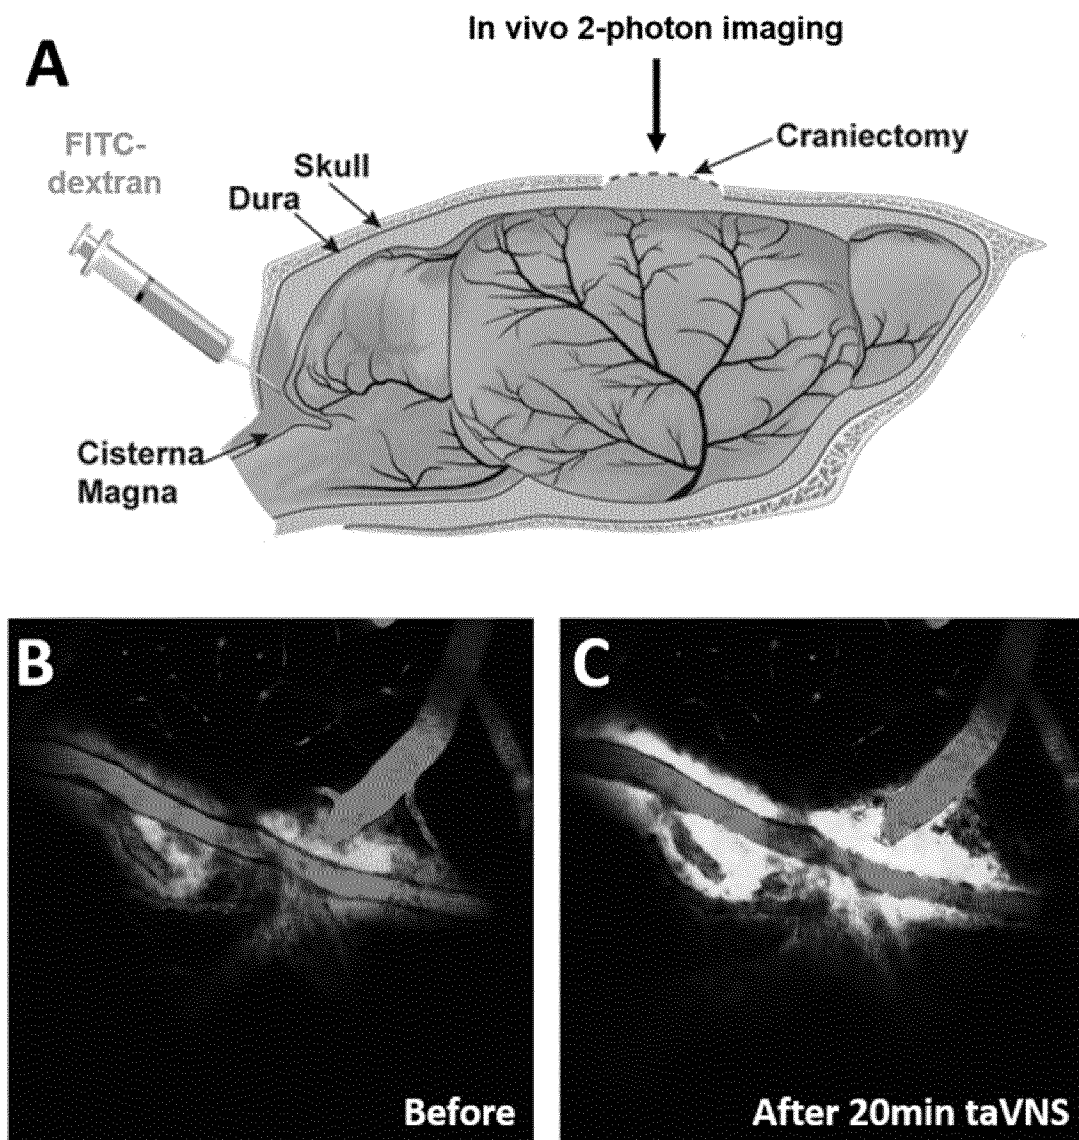 In vivo 2-photon imaging
A
FITC-
dextran
Craniectomy
Skull
Dura
Cisterna
Magna
B
Before
C
After 20min taVNS